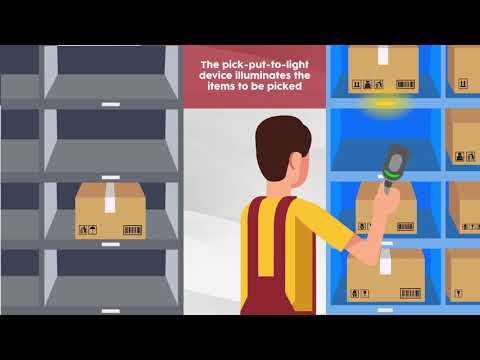 The pick-put-to-light
device illuminates the
items to be picked